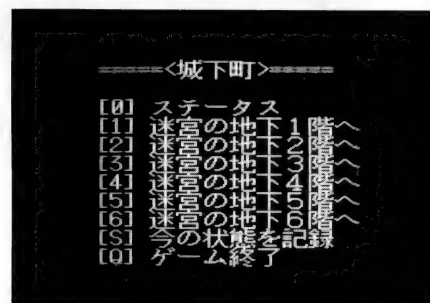 ======<城下町>======
[0] ステータス
[1] 迷宮の地下1階へ
[2] 迷宮の地下2階へ
[3] 迷宮の地下3階へ
[4] 迷宮の地下4階へ
[5] 迷宮の地下5階へ
[6] 迷宮の地下6階へ
[S] 今の状態を記録
[Q] ゲーム終了